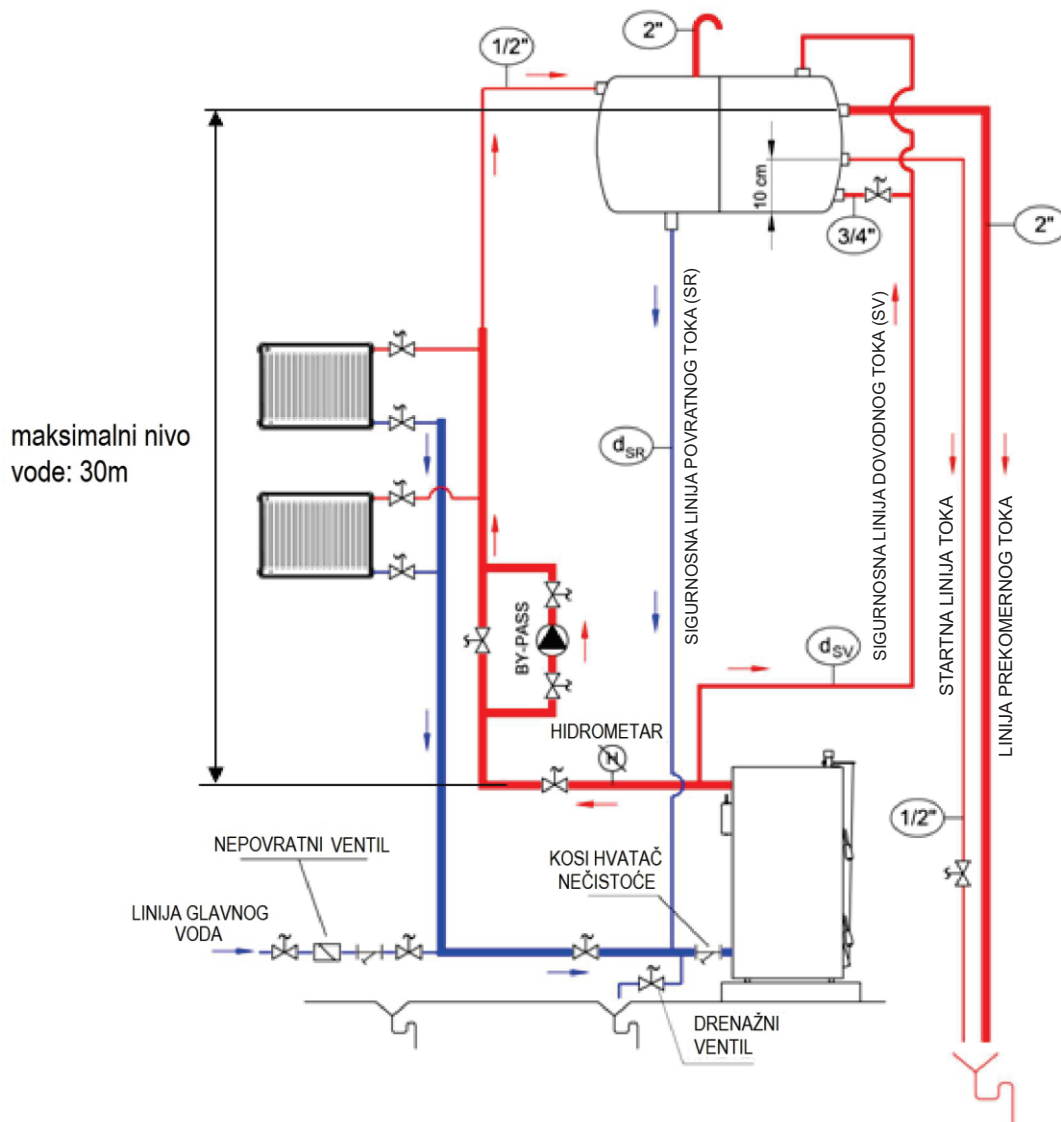 1/2"
2"
10 cm
3/4"
2"
maksimalni nivo
vode: 30m
d_SR
SIGURNOSNA LINIJA POVRATNOG TOKA (SR)
SIGURNOSNA LINIJA DOVODNOG TOKA (SV)
STARTNA LINIJA TOKA
LINIJA PREKOMERNOG TOKA
BY-PASS
d_SV
HIDROMETAR
H
1/2"
NEPOVRATNI VENTIL
KOSI HVATAČ
NEČISTOĆE
LINIJA GLAVNOG
VODA
DRENAŽNI
VENTIL